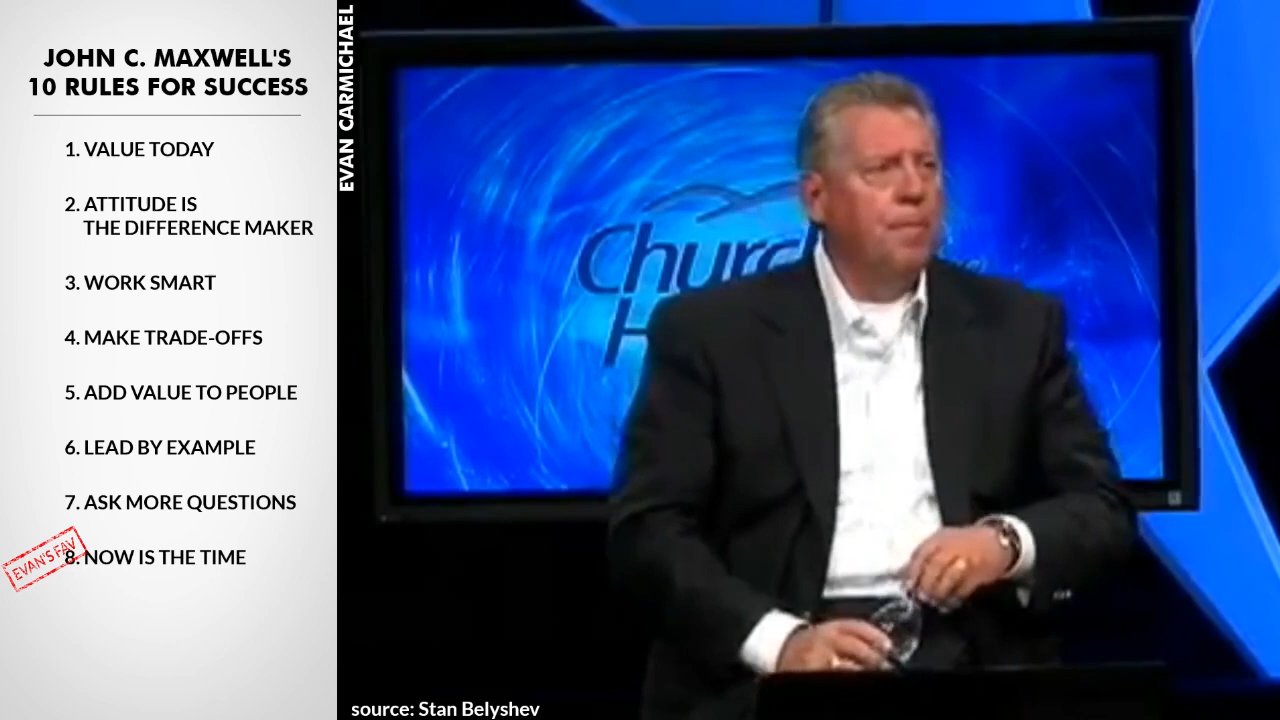 JOHN C. MAXWELL'S
10 RULES FOR SUCCESS
1. VALUE TODAY
2. ATTITUDE IS
THE DIFFERENCE MAKER
3. WORK SMART
4. MAKE TRADE-OFFS
5. ADD VALUE TO PEOPLE
6. LEAD BY EXAMPLE
7. ASK MORE QUESTIONS
EVAN'S FAV
8. NOW IS THE TIME
EVAN CARMICHAEL
Church
source: Stan Belyshev